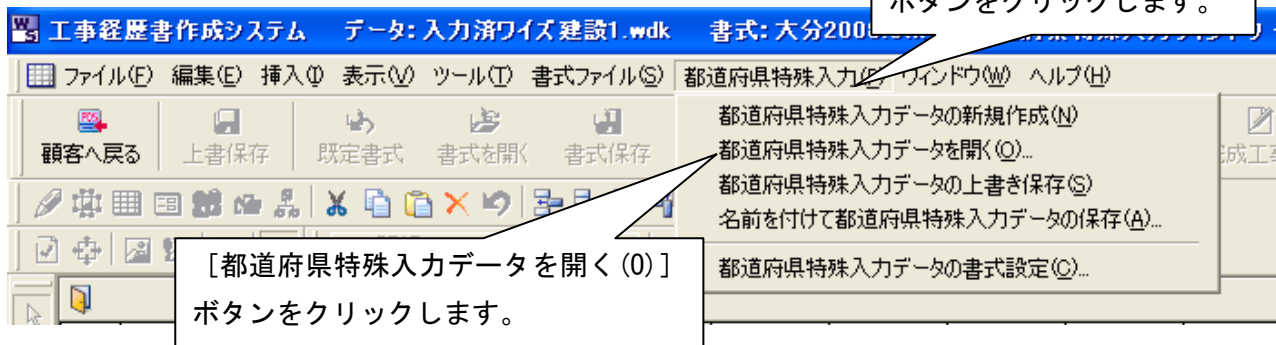 ボタンをクリックします。
工事経歴書作成システム データ:入力済ワイズ建設1.wdk 書式:大分200
ファイル(F) 編集(E) 挿入(I) 表示(V) ツール(T) 書式ファイル(S) 都道府県特殊入力(P) ウィンドウ(W) ヘルプ(H)
都道府県特殊入力データの新規作成(N)
都道府県特殊入力データを開く(O)...
都道府県特殊入力データの上書き保存(S)
名前を付けて都道府県特殊入力データの保存(A)...
都道府県特殊入力データの書式設定(C)...
顧客へ戻る 上書保存 既定書式 書式を開く 書式保存
成工事
[都道府県特殊入力データを開く(O)]
ボタンをクリックします。